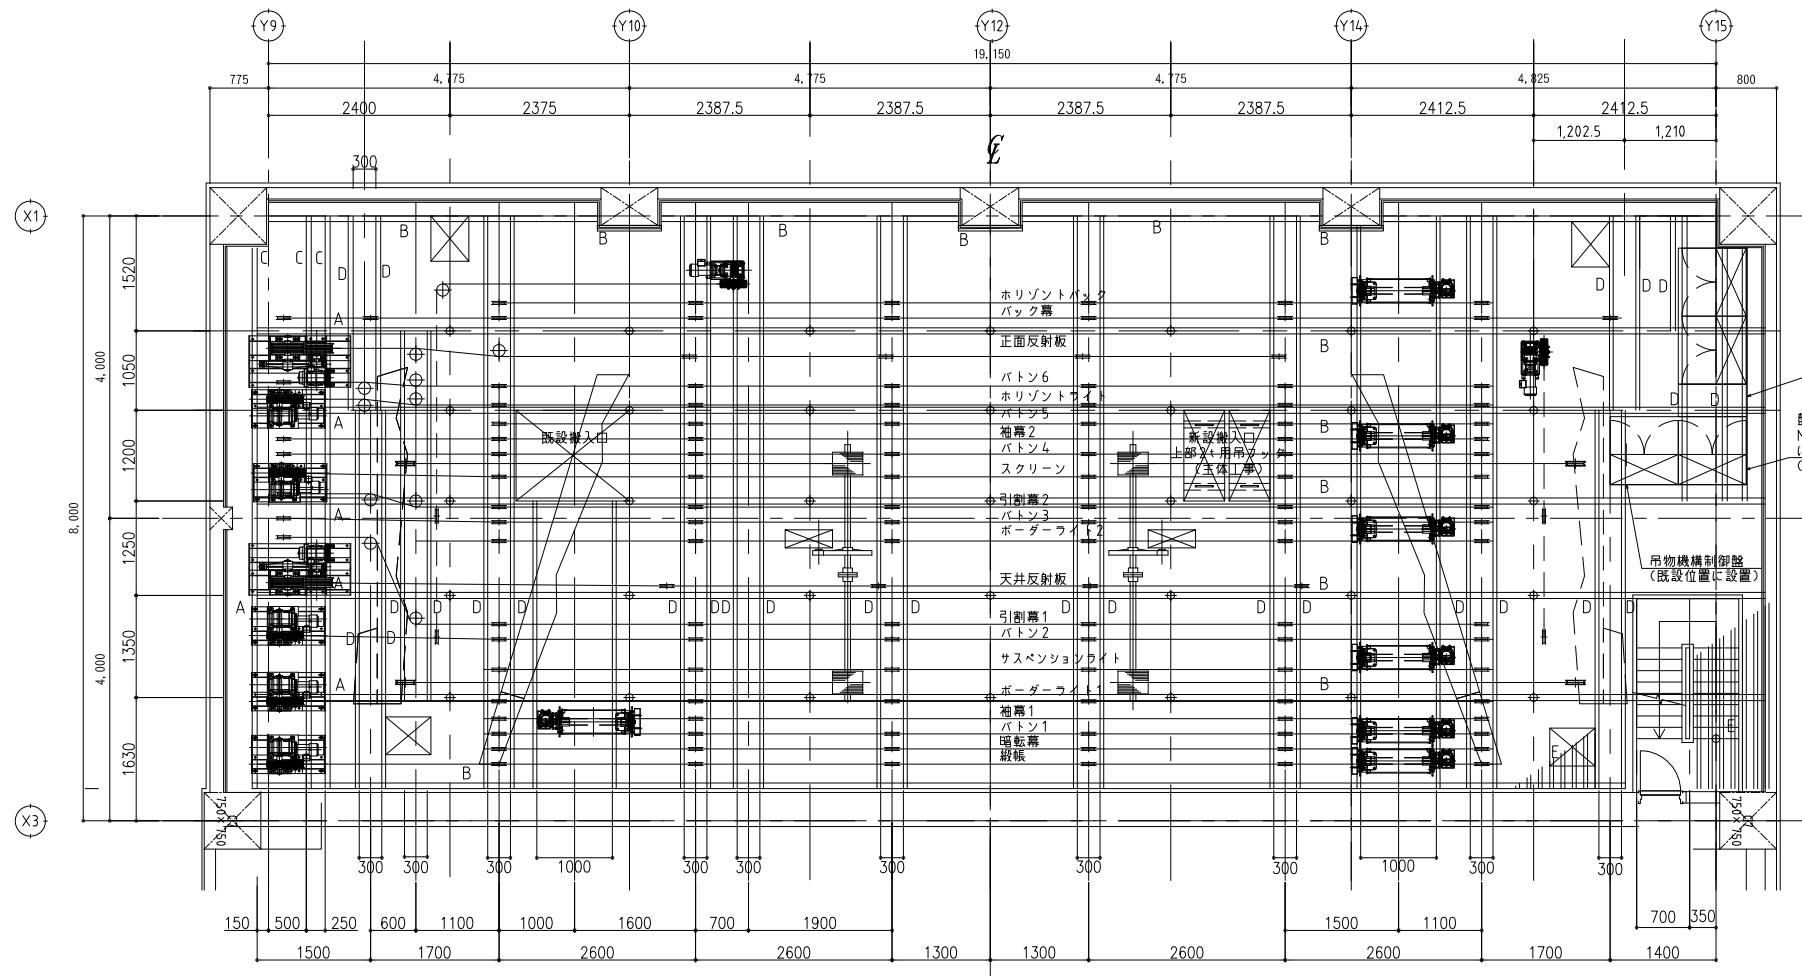 Y9 Y10 Y12 Y14 Y15
19,150
775 4,775 4,775 4,775 4,825 800
2400 2375 2387.5 2387.5 2387.5 2387.5 2412.5 2412.5
1,202.5 1,210
300
X1
B B B B B B
C C C D D
D D D
1520
ホリゾントバック
バック幕
A
正面反射板
B
4,000
1050
バトン6
B
ホリゾントライト
D D
バトン5
A
袖幕2
B
既設搬入口
新設搬入口
バトン4
上部2t用吊フック
1200
スクリーン
(主体工事)
8,000
引割幕2
B
A
バトン3
ボーダーライト2
1250
吊物機構制御盤
(既設位置に設置)
A
天井反射板
B
A D D D D D D D D D D D D D D D D D
引割幕1
D D
バトン2
1350
サスペンションライト
4,000
A
ボーダーライト1
B
袖幕1
バトン1
E
1630
暗転幕
E
緞帳
B
X3
750×750
750×750
300 300 300 1000 300 300 300 300 300 1000 300 300
150 500 250 600 1100 1000 1600 700 1900 1500 1100 700 350
1500 1700 2600 2600 1300 1300 2600 2600 1700 1400